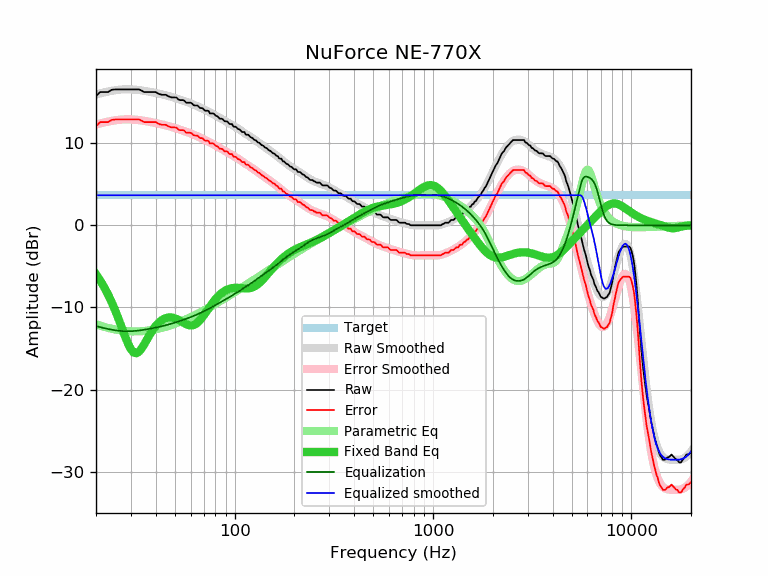 NuForce NE-770X
Amplitude (dBr)
10
0
−10
−20
−30
Target
Raw Smoothed
Error Smoothed
Raw
Error
Parametric Eq
Fixed Band Eq
Equalization
Equalized smoothed
100
1000
10000
Frequency (Hz)